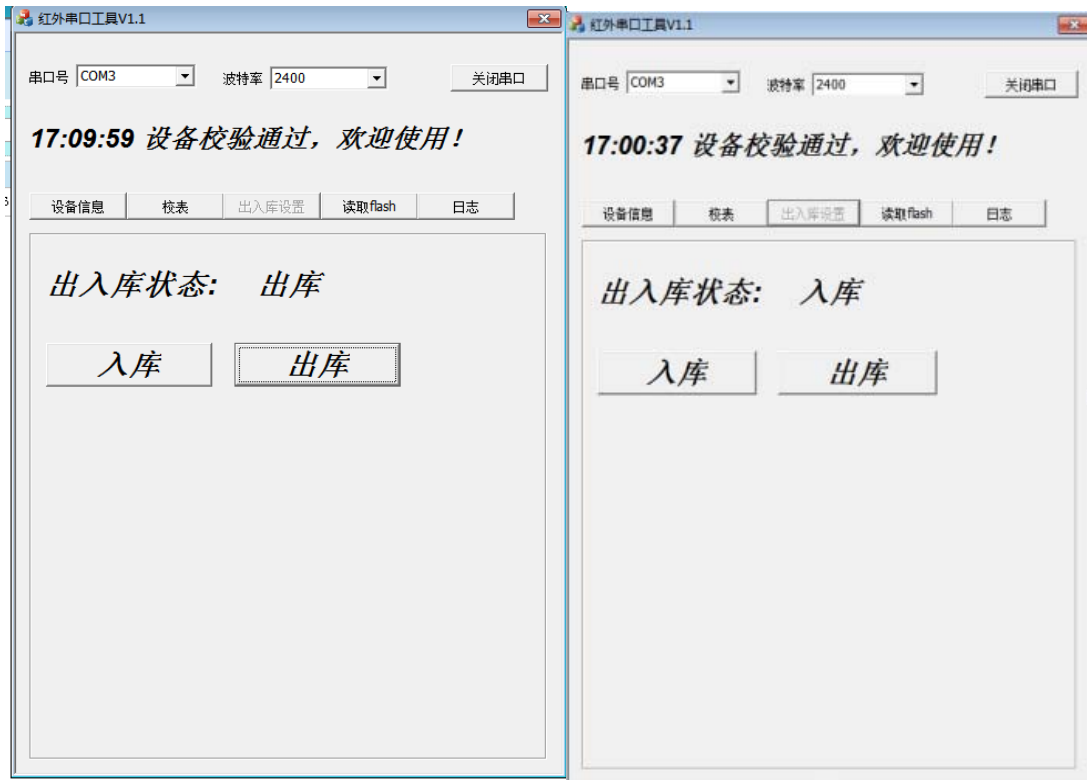 红外串口工具V1.1
串口号 COM3 波特率 2400 关闭串口
17:09:59 设备校验通过，欢迎使用！
设备信息 校表 出入库设置 读取flash 日志
出入库状态: 出库
入库 出库
红外串口工具V1.1
串口号 COM3 波特率 2400 关闭串口
17:00:37 设备校验通过，欢迎使用！
设备信息 校表 出入库设置 读取flash 日志
出入库状态: 入库
入库 出库